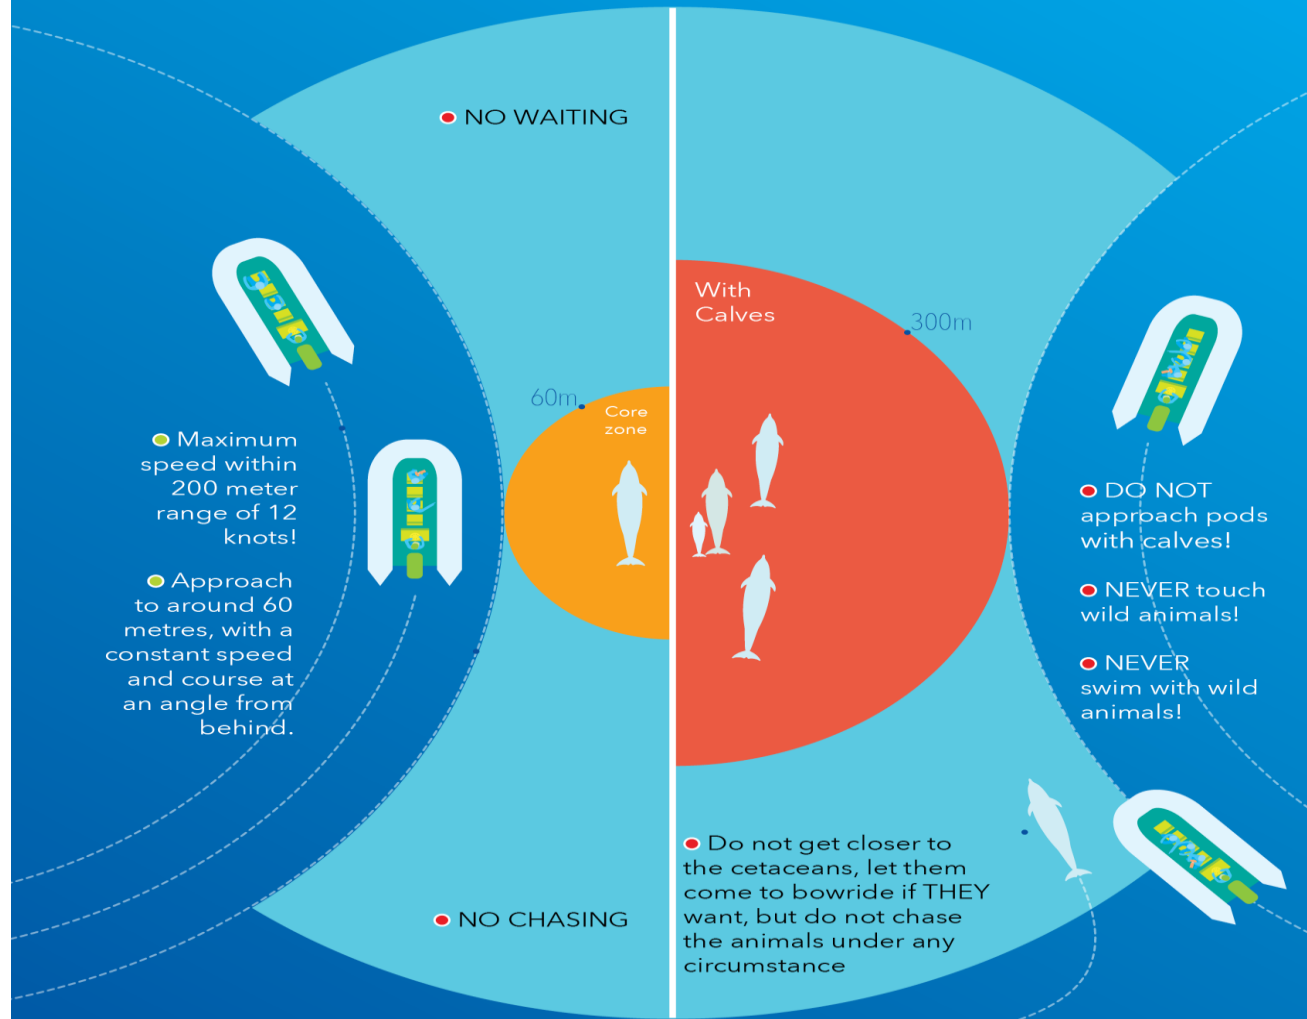 NO WAITING
With
Calves
300m
60m
Core
zone
Maximum
speed within
200 meter
range of 12
knots!
Approach
to around 60
metres, with a
constant speed
and course at
an angle from
behind.
DO NOT
approach pods
with calves!
NEVER touch
wild animals!
NEVER
swim with wild
animals!
NO CHASING
Do not get closer to
the cetaceans, let them
come to bowride if THEY
want, but do not chase
the animals under any
circumstance